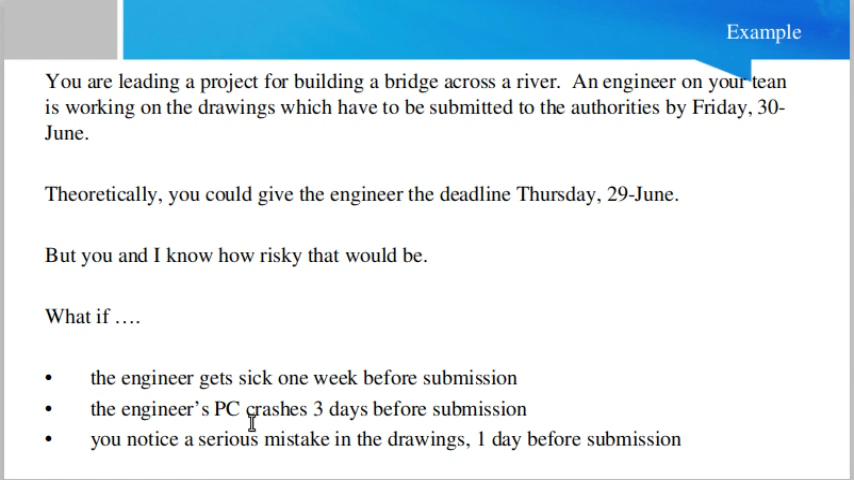 Example
You are leading a project for building a bridge across a river. An engineer on your tean
is working on the drawings which have to be submitted to the authorities by Friday, 30-
June.
Theoretically, you could give the engineer the deadline Thursday, 29-June.
But you and I know how risky that would be.
What if ….
• the engineer gets sick one week before submission
• the engineer’s PC crashes 3 days before submission
• you notice a serious mistake in the drawings, 1 day before submission